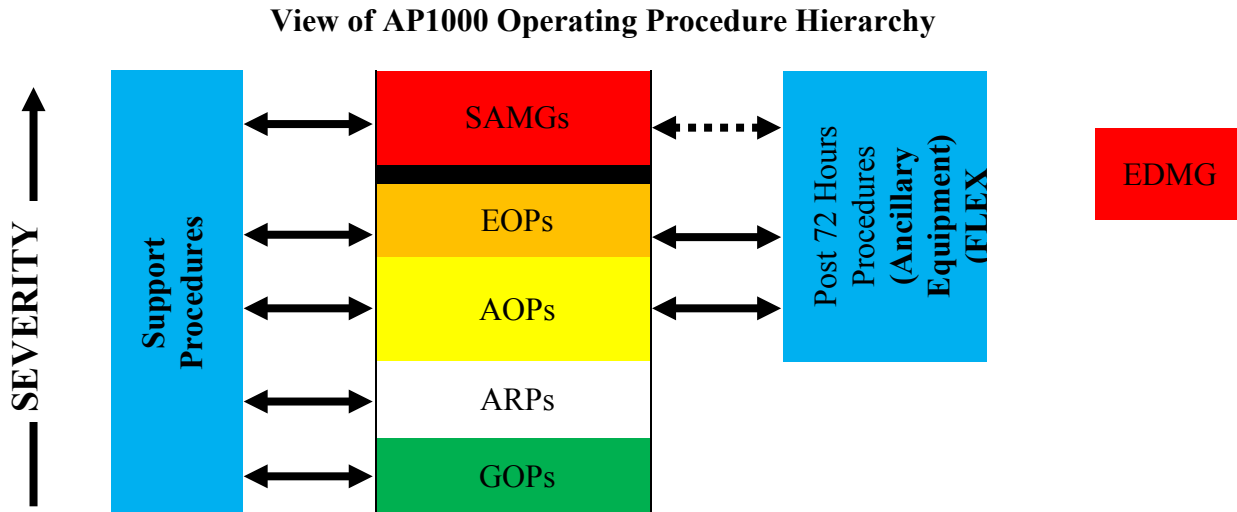 View of AP1000 Operating Procedure Hierarchy
SEVERITY
Support
Procedures
SAMGs
EOPs
AOPs
ARPs
GOPs
Post 72 Hours
Procedures
(Ancillary
Equipment)
(FLEX
EDMG